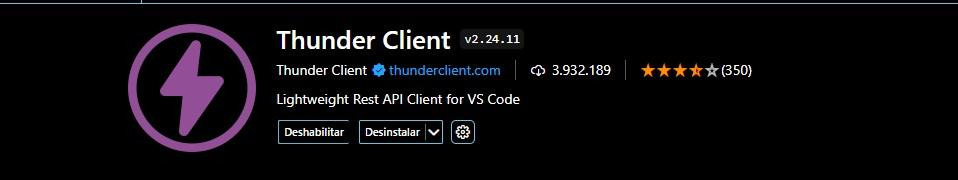 Thunder Client v2.24.11
Thunder Client thunderclient.com 3.932.189 (350)
Lightweight Rest API Client for VS Code
Deshabilitar Desinstalar